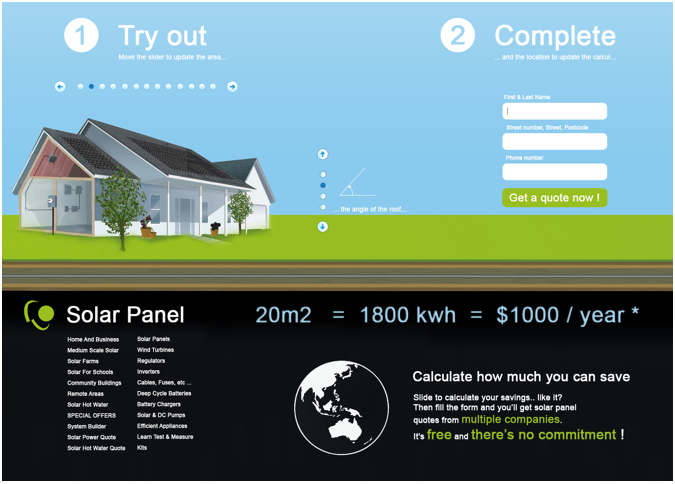 1 Try out
Move the slider to update the area...
2 Complete
... and the location to update the calcul...
First & Last Name
Street number, Street, Postcode
Phone number
Get a quote now !
... the angle of the roof...
Solar Panel
20m2 = 1800 kwh = $1000 / year *
Home And Business
Medium Scale Solar
Solar Farms
Solar For Schools
Community Buildings
Remote Areas
Solar Hot Water
SPECIAL OFFERS
System Builder
Solar Power Quote
Solar Hot Water Quote
Solar Panels
Wind Turbines
Regulators
Inverters
Cables, Fuses, etc ...
Deep Cycle Batteries
Battery Chargers
Solar & DC Pumps
Efficient Appliances
Learn Test & Measure
Kits
Calculate how much you can save
Slide to calculate your savings.. like it?
Then fill the form and you'll get solar panel
quotes from multiple companies.
It's free and there's no commitment !